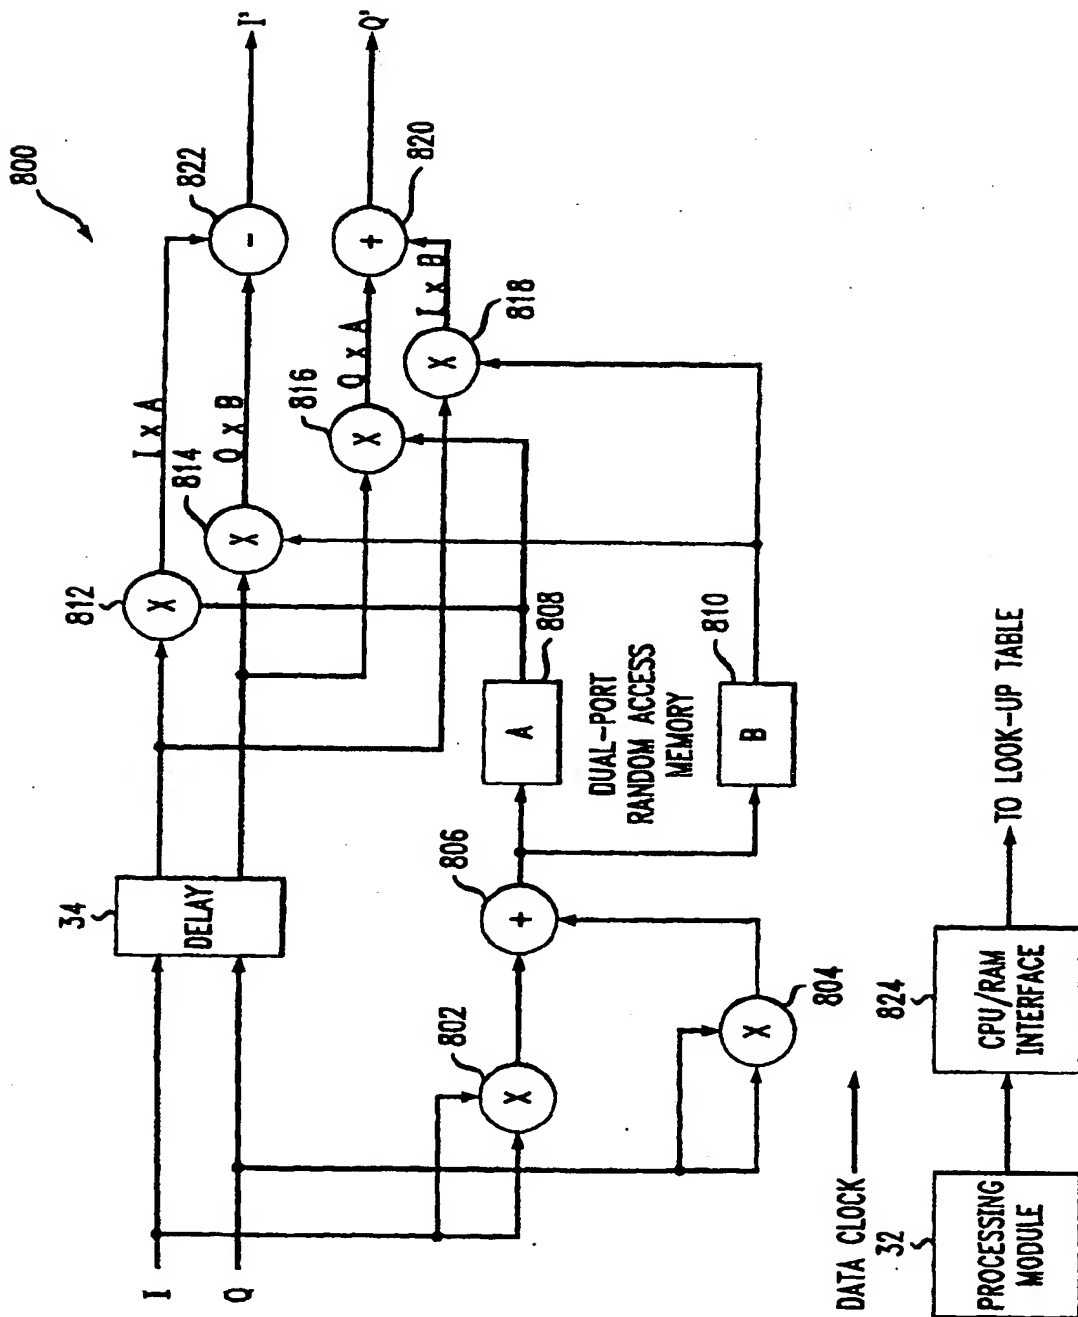 800
I
Q
34
DELAY
812
X
I x A
814
X
Q x B
822
-
I'
816
X
Q x A
820
+
Q'
818
X
I x B
802
X
804
X
806
+
A
808
DUAL-PORT
RANDOM ACCESS
MEMORY
B
810
DATA CLOCK
32
PROCESSING
MODULE
824
CPU/RAM
INTERFACE
TO LOOK-UP TABLE